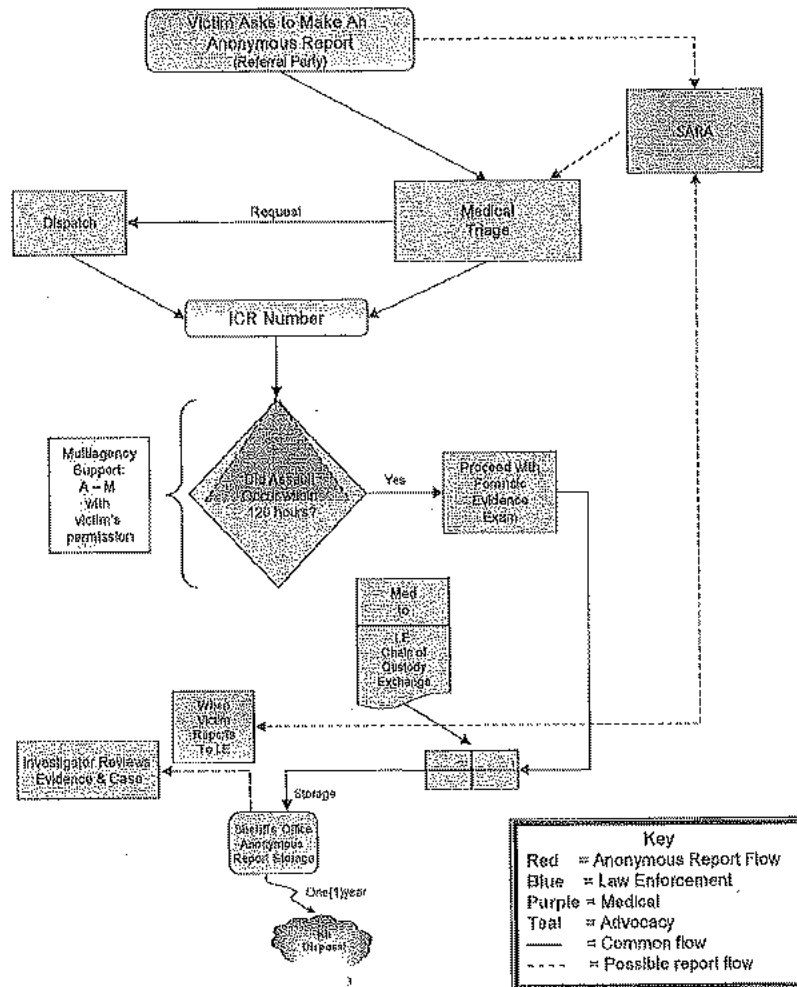 Victim Asks to Make An
Anonymous Report
(Referral Party)
SARA
Medical
Triage
Request
Dispatch
ICR Number
Multiagency
Support:
A – M
with
victim's
permission
Did Assault
Occur within
120 hours?
Yes
Proceed with
Forensic
Evidence
Exam
Med
to
LE
Chain of
Custody
Exchange
When
Victim
Reports
To LE
Investigator Reviews
Evidence & Case
Storage
Sheriff's Office
Anonymous
Report Storage
One(1)year
Kit
Disposal
3
Key
Red = Anonymous Report Flow
Blue = Law Enforcement
Purple = Medical
Teal = Advocacy
= Common flow
= Possible report flow